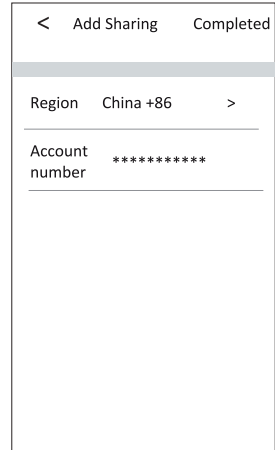 < Add Sharing Completed
Region China +86 >
Account
number ***********